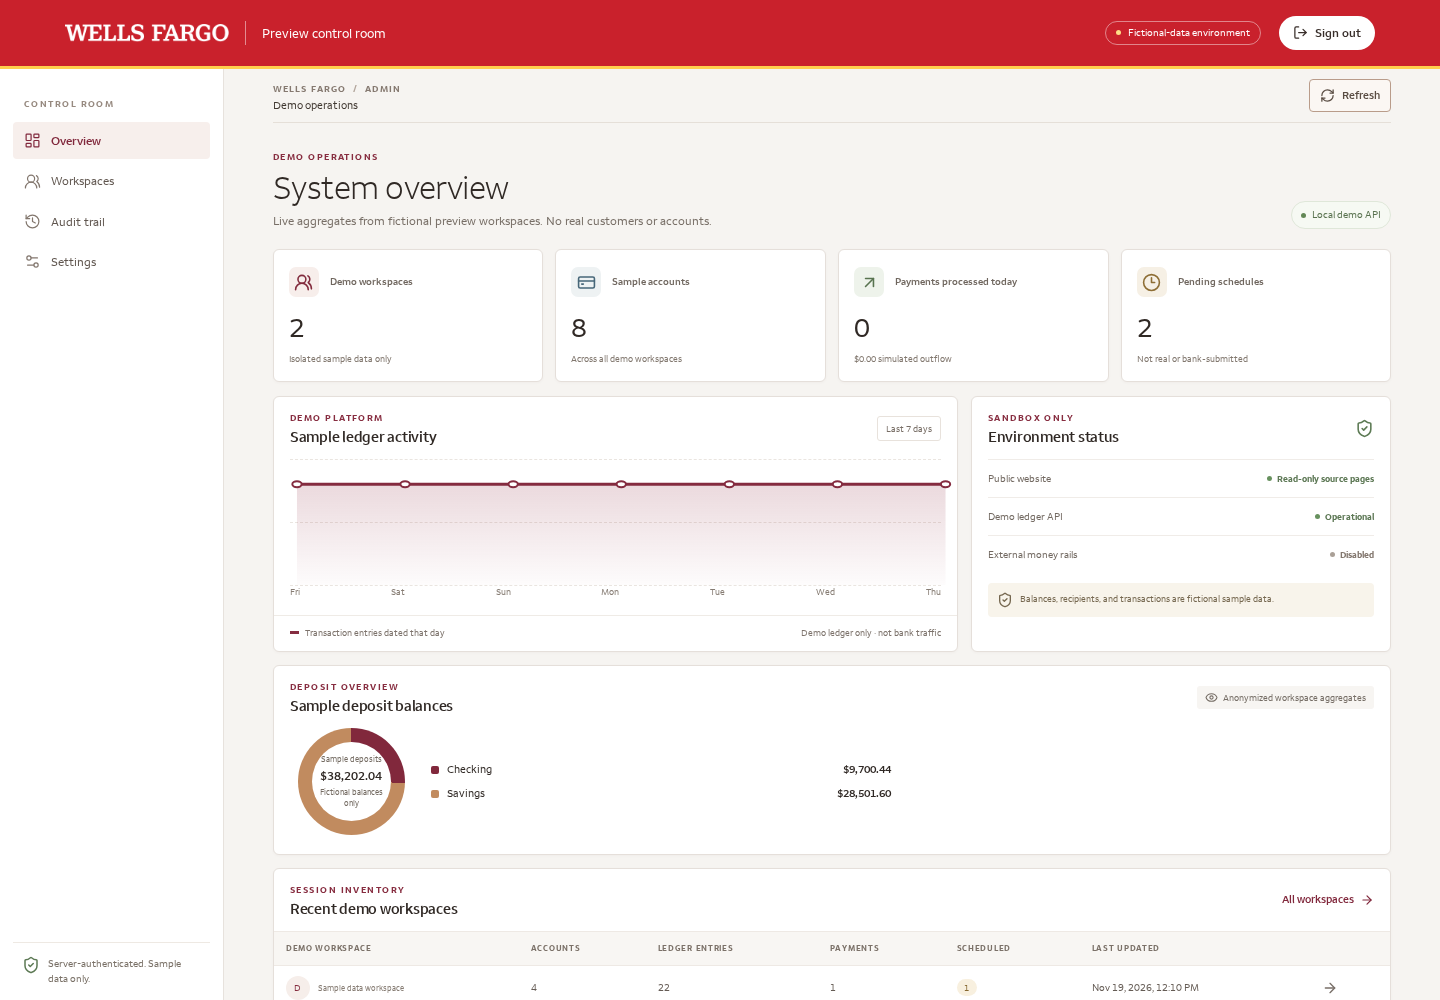 WELLS FARGO
Preview control room
Fictional-data environment
Sign out
CONTROL ROOM
Overview
Workspaces
Audit trail
Settings
Server-authenticated. Sample
data only.
WELLS FARGO / ADMIN
Demo operations
Refresh
DEMO OPERATIONS
System overview
Live aggregates from fictional preview workspaces. No real customers or accounts.
Local demo API
Demo workspaces
2
Isolated sample data only
Sample accounts
8
Across all demo workspaces
Payments processed today
0
$0.00 simulated outflow
Pending schedules
2
Not real or bank-submitted
DEMO PLATFORM
Sample ledger activity
Last 7 days
Fri Sat Sun Mon Tue Wed Thu
Transaction entries dated that day
Demo ledger only · not bank traffic
SANDBOX ONLY
Environment status
Public website
Read-only source pages
Demo ledger API
Operational
External money rails
Disabled
Balances, recipients, and transactions are fictional sample data.
DEPOSIT OVERVIEW
Sample deposit balances
Anonymized workspace aggregates
Sample deposits
$38,202.04
Fictional balances
only
Checking $9,700.44
Savings $28,501.60
SESSION INVENTORY
Recent demo workspaces
All workspaces
DEMO WORKSPACE ACCOUNTS LEDGER ENTRIES PAYMENTS SCHEDULED LAST UPDATED
D Sample data workspace 4 22 1 1 Nov 19, 2026, 12:10 PM